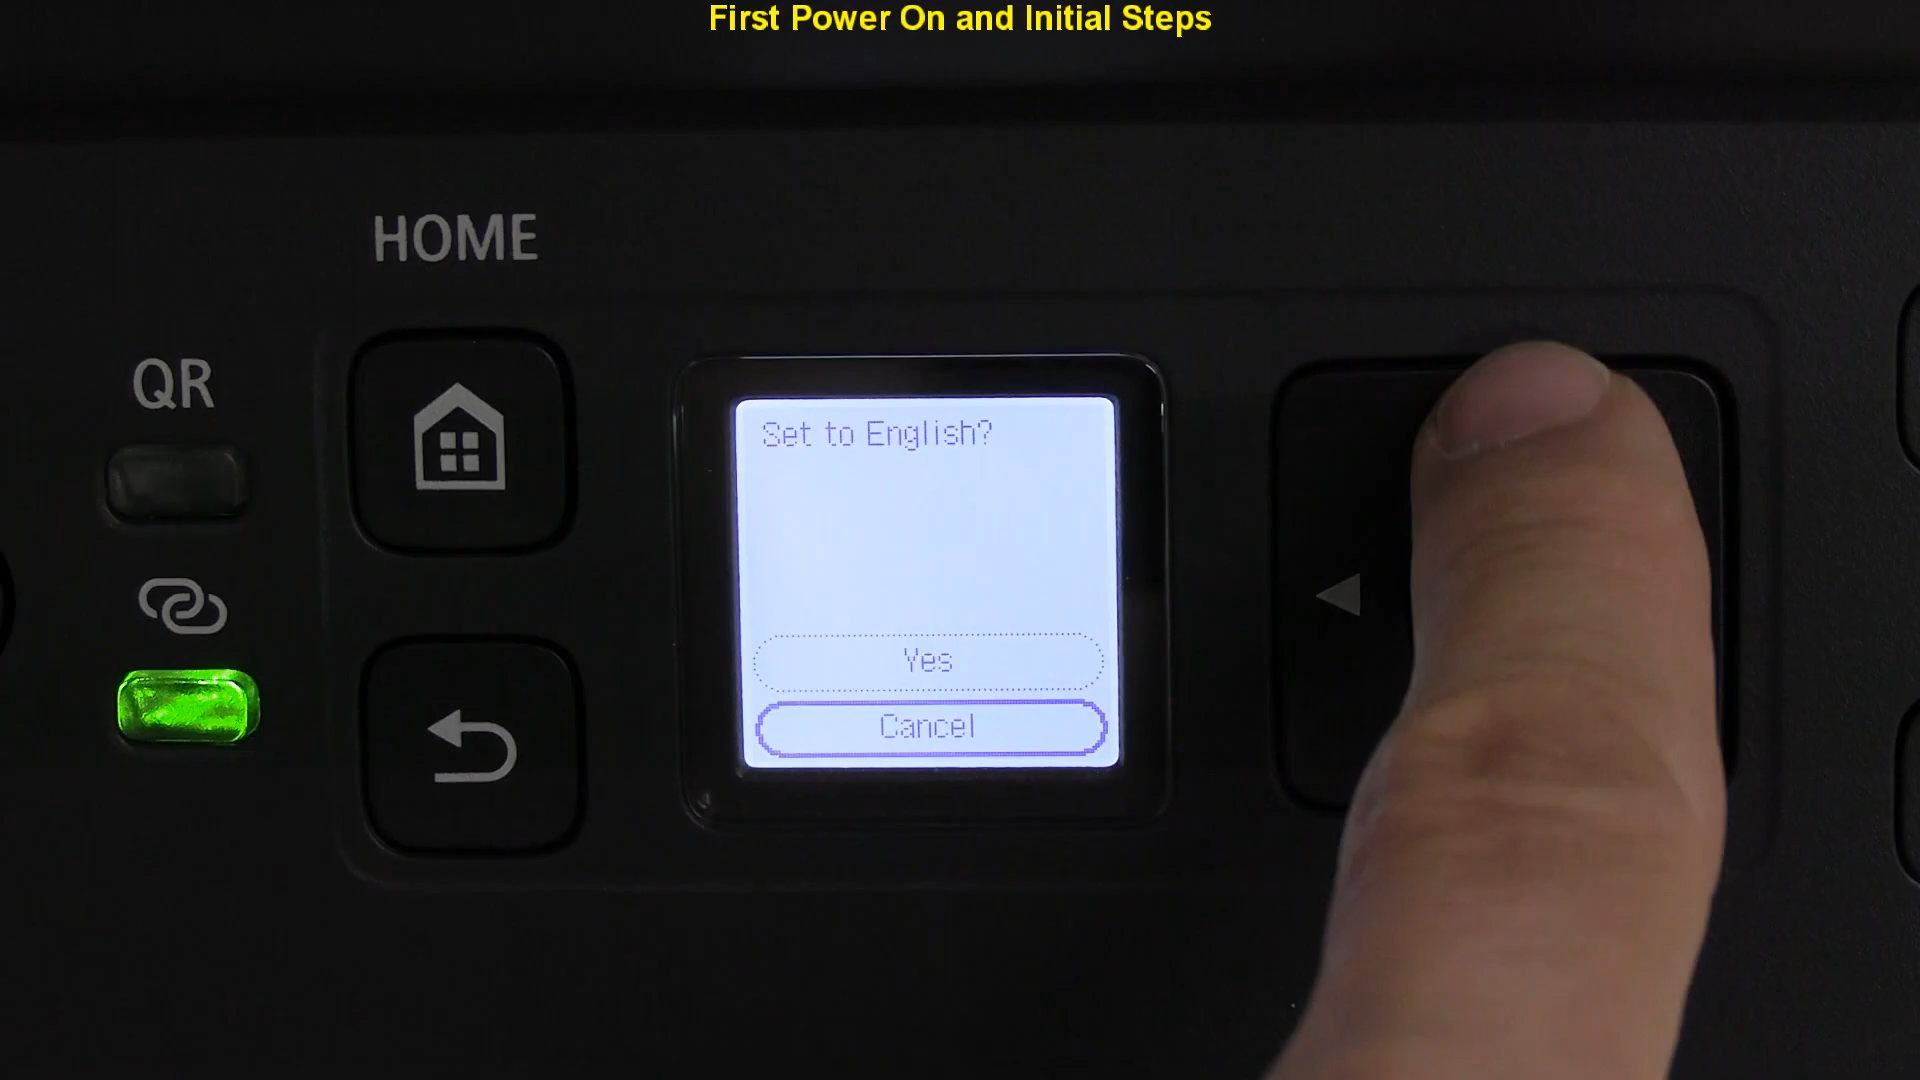 First Power On and Initial Steps
HOME
QR
Set to English?
Yes
Cancel